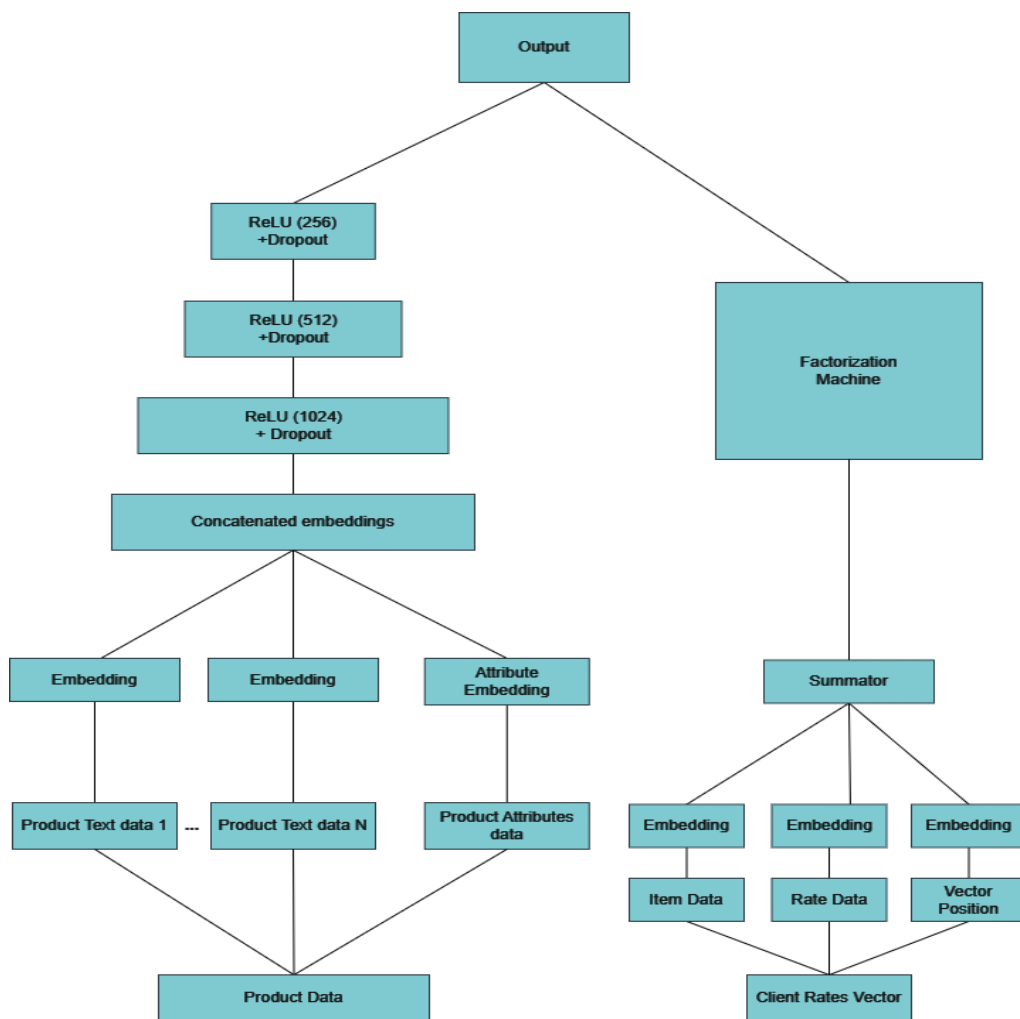 Output
ReLU (256)
+Dropout
ReLU (512)
+Dropout
Factorization
Machine
ReLU (1024)
+ Dropout
Concatenated embeddings
Embedding
Embedding
Attribute
Embedding
Summator
Product Text data 1
...
Product Text data N
Product Attributes
data
Embedding
Embedding
Embedding
Item Data
Rate Data
Vector
Position
Product Data
Client Rates Vector